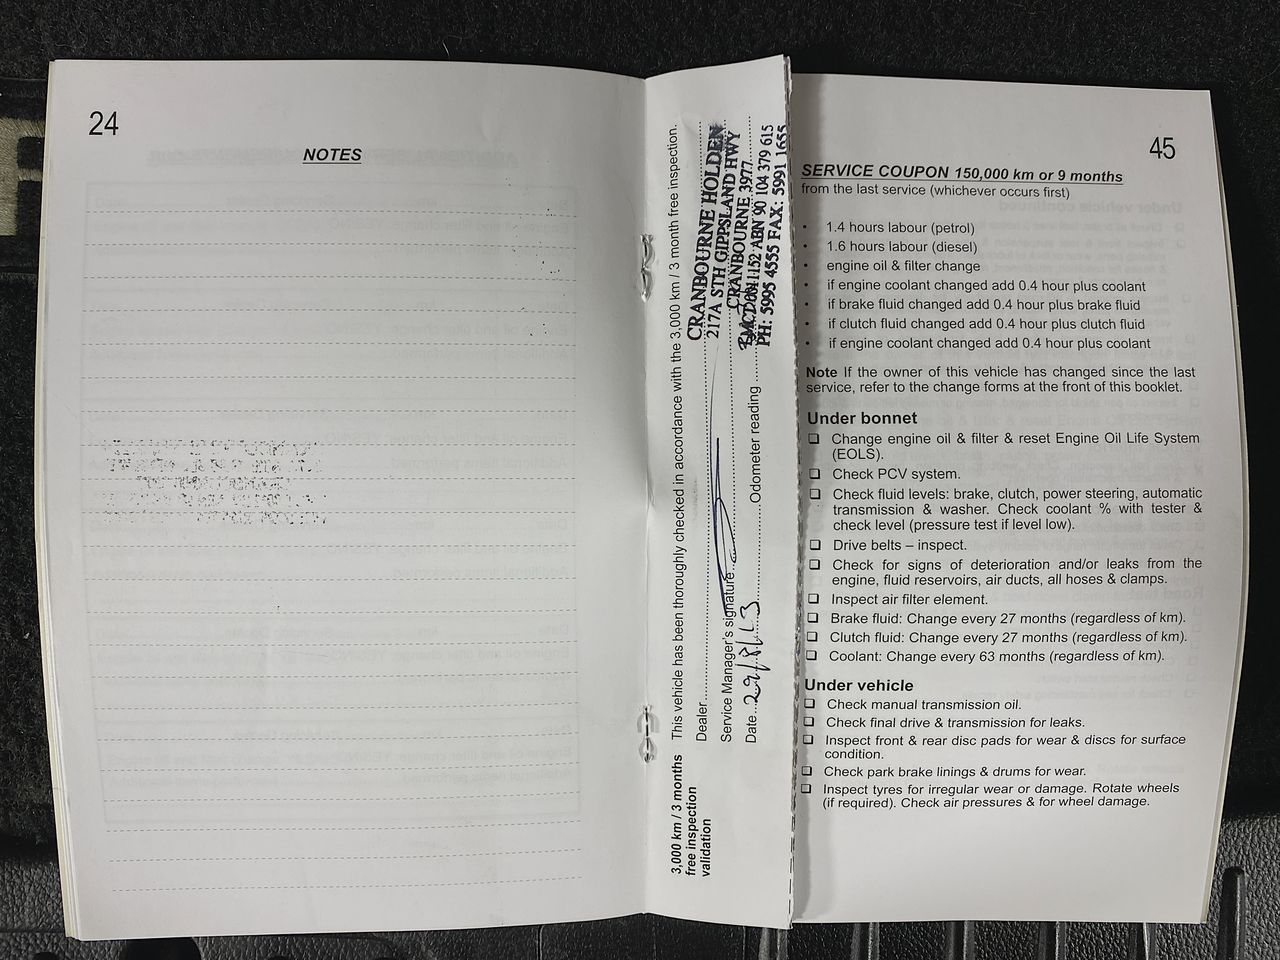 24
NOTES
3,000 km / 3 months
free inspection
validation
This vehicle has been thoroughly checked in accordance with the 3,000 km / 3 month free inspection.
Dealer
CRANBOURNE HOLDEN
217A STH GIPPSLAND HWY
CRANBOURNE 3977
ABN 90 104 379 615
PH: 5995 4555 FAX: 5991 1655
Service Manager's signature
Date 29/8/13 Odometer reading
45
SERVICE COUPON 150,000 km or 9 months
from the last service (whichever occurs first)
• 1.4 hours labour (petrol)
• 1.6 hours labour (diesel)
• engine oil & filter change
• if engine coolant changed add 0.4 hour plus coolant
• if brake fluid changed add 0.4 hour plus brake fluid
• if clutch fluid changed add 0.4 hour plus clutch fluid
• if engine coolant changed add 0.4 hour plus coolant
Note If the owner of this vehicle has changed since the last
service, refer to the change forms at the front of this booklet.
Under bonnet
❑ Change engine oil & filter & reset Engine Oil Life System
(EOLS).
❑ Check PCV system.
❑ Check fluid levels: brake, clutch, power steering, automatic
transmission & washer. Check coolant % with tester &
check level (pressure test if level low).
❑ Drive belts – inspect.
❑ Check for signs of deterioration and/or leaks from the
engine, fluid reservoirs, air ducts, all hoses & clamps.
❑ Inspect air filter element.
❑ Brake fluid: Change every 27 months (regardless of km).
❑ Clutch fluid: Change every 27 months (regardless of km).
❑ Coolant: Change every 63 months (regardless of km).
Under vehicle
❑ Check manual transmission oil.
❑ Check final drive & transmission for leaks.
❑ Inspect front & rear disc pads for wear & discs for surface
condition.
❑ Check park brake linings & drums for wear.
❑ Inspect tyres for irregular wear or damage. Rotate wheels
(if required). Check air pressures & for wheel damage.